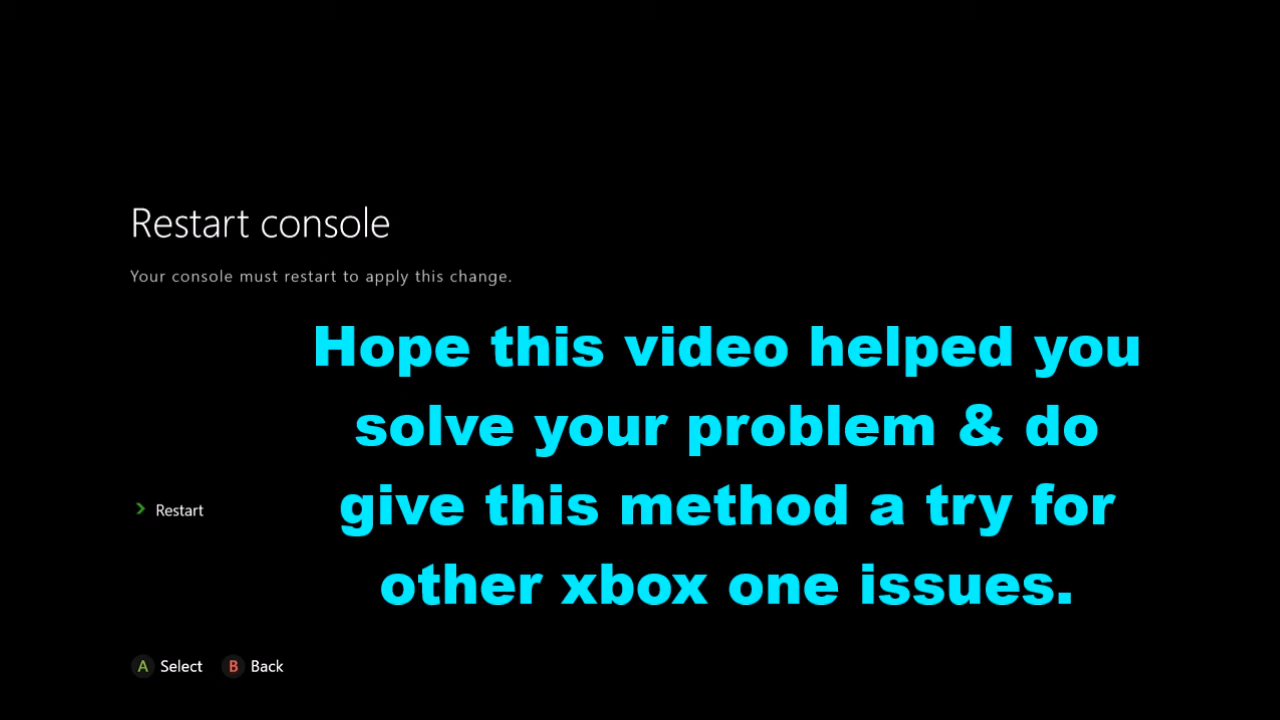 Restart console
Your console must restart to apply this change.
Hope this video helped you
solve your problem & do
give this method a try for
other xbox one issues.
Restart
A Select B Back